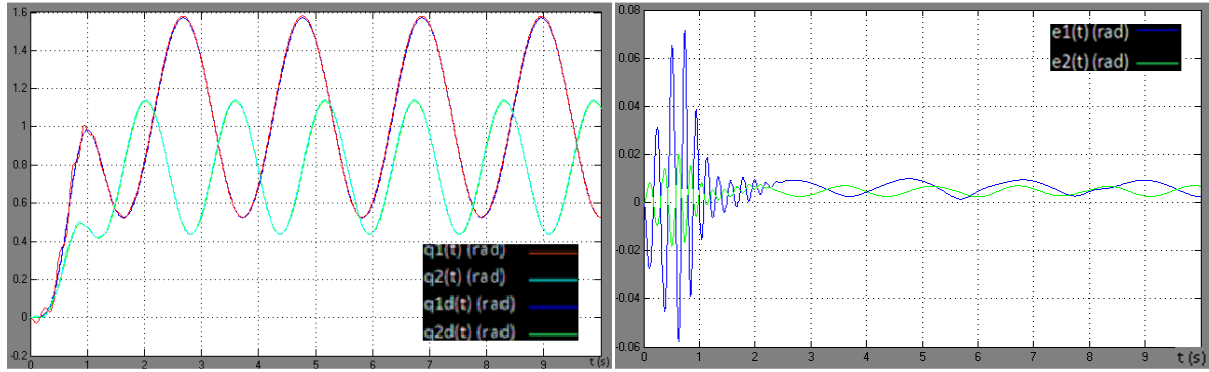 1.6
1.4
1.2
1
0.8
0.6
0.4
0.2
0
-0.2
q1(t) (rad)
q2(t) (rad)
q1d(t) (rad)
q2d(t) (rad)
0 1 2 3 4 5 6 7 8 9 t (s)
0.08
0.06
0.04
0.02
0
-0.02
-0.04
-0.06
e1(t) (rad)
e2(t) (rad)
0 1 2 3 4 5 6 7 8 9 t (s)